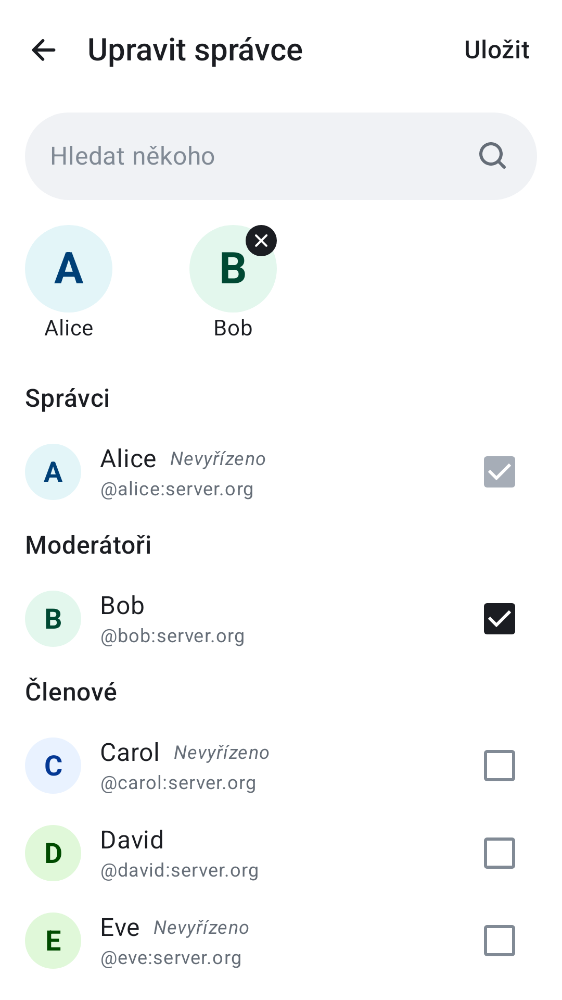 Upravit správce
Uložit
Hledat někoho
A
B
Alice
Bob
Správci
A
Alice Nevyřízeno
@alice:server.org
Moderátoři
B
Bob
@bob:server.org
Členové
C
Carol Nevyřízeno
@carol:server.org
D
David
@david:server.org
E
Eve Nevyřízeno
@eve:server.org